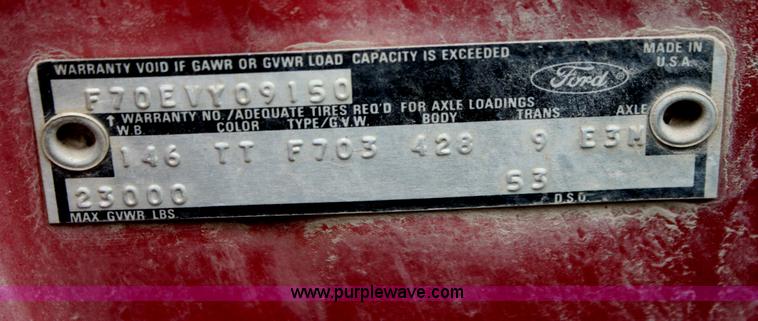 WARRANTY VOID IF GAWR OR GVWR LOAD CAPACITY IS EXCEEDED
MADE IN
U.S.A.
Ford ®
F70EVY09150
↑ WARRANTY NO./ADEQUATE TIRES REQ'D FOR AXLE LOADINGS
W.B. COLOR TYPE/G.V.W. BODY TRANS AXLE
146 TT F703 428 9 E3M
23000 53
MAX. GVWR LBS. D.S.O.
www.purplewave.com